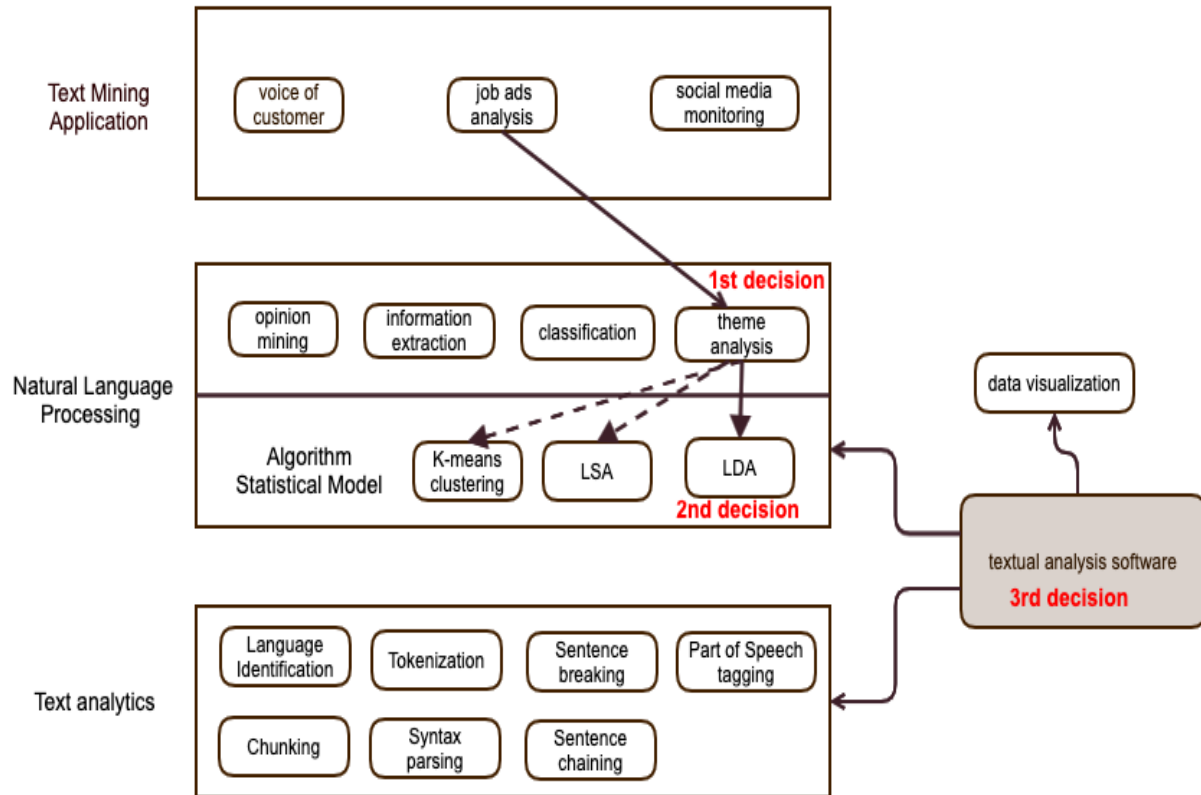 Text Mining
Application
voice of
customer
job ads
analysis
social media
monitoring
1st decision
Natural Language
Processing
opinion
mining
information
extraction
classification
theme
analysis
Algorithm
Statistical Model
K-means
clustering
LSA
LDA
2nd decision
data visualization
textual analysis software
3rd decision
Text analytics
Language
Identification
Tokenization
Sentence
breaking
Part of Speech
tagging
Chunking
Syntax
parsing
Sentence
chaining